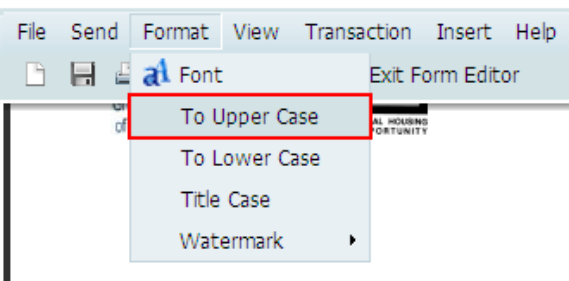 File Send Format View Transaction Insert Help
Font Exit Form Editor
To Upper Case
AL HOUSING
PORTUNITY
To Lower Case
Title Case
Watermark